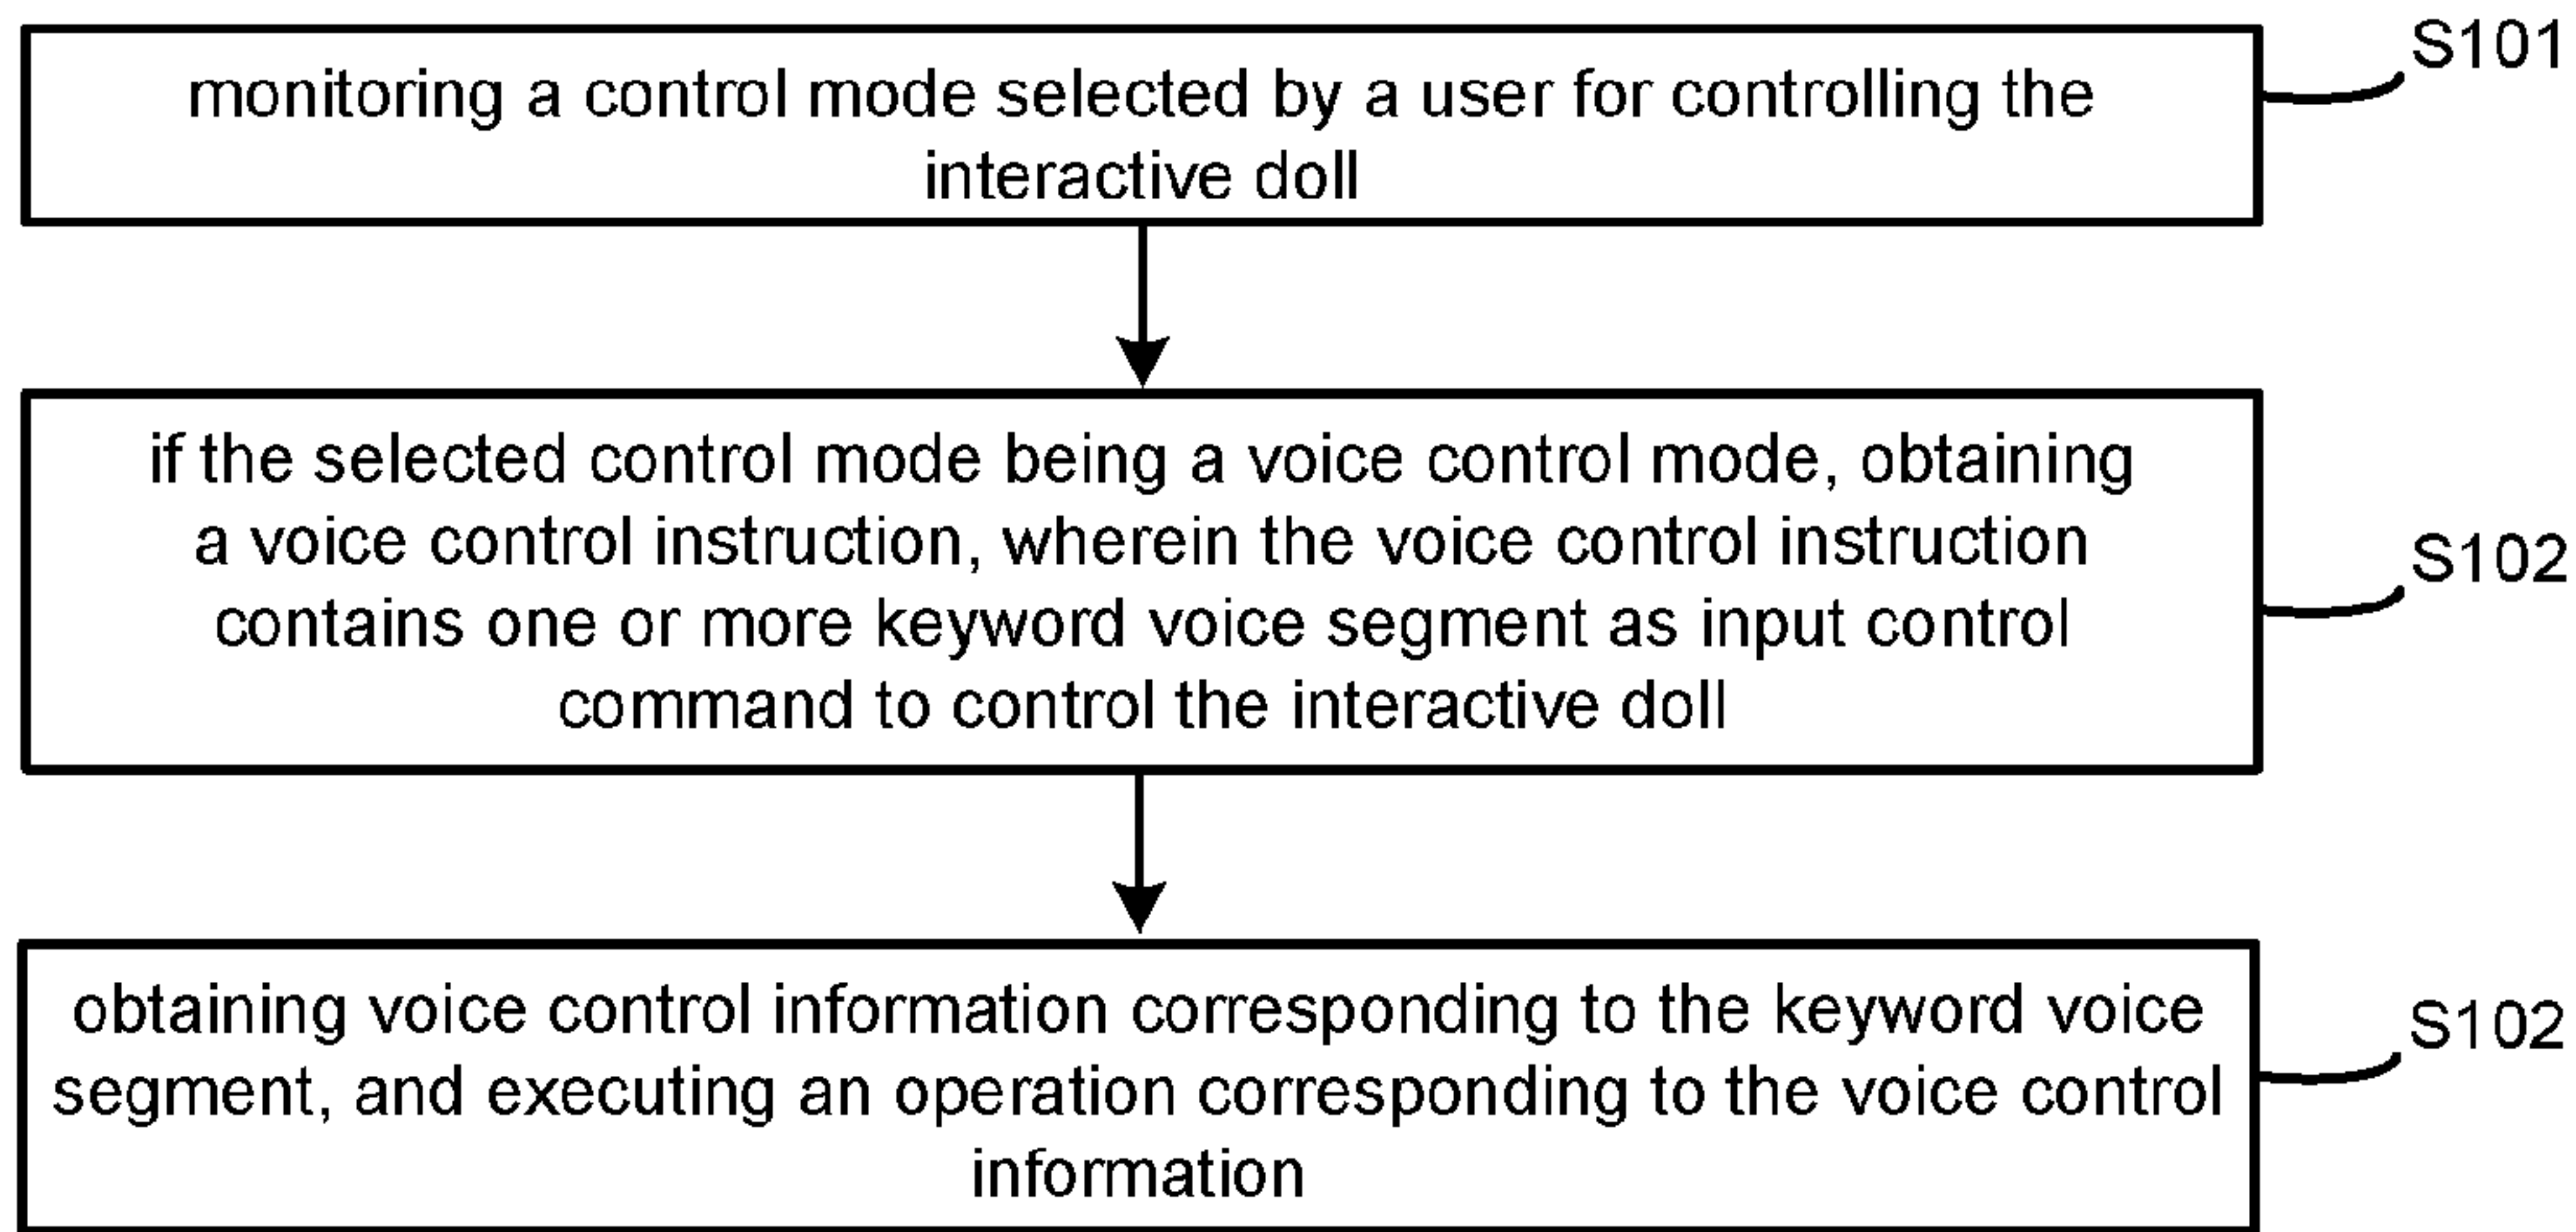 S101
monitoring a control mode selected by a user for controlling the
interactive doll
if the selected control mode being a voice control mode, obtaining
a voice control instruction, wherein the voice control instruction
contains one or more keyword voice segment as input control
command to control the interactive doll
S102
obtaining voice control information corresponding to the keyword voice
segment, and executing an operation corresponding to the voice control
information
S102